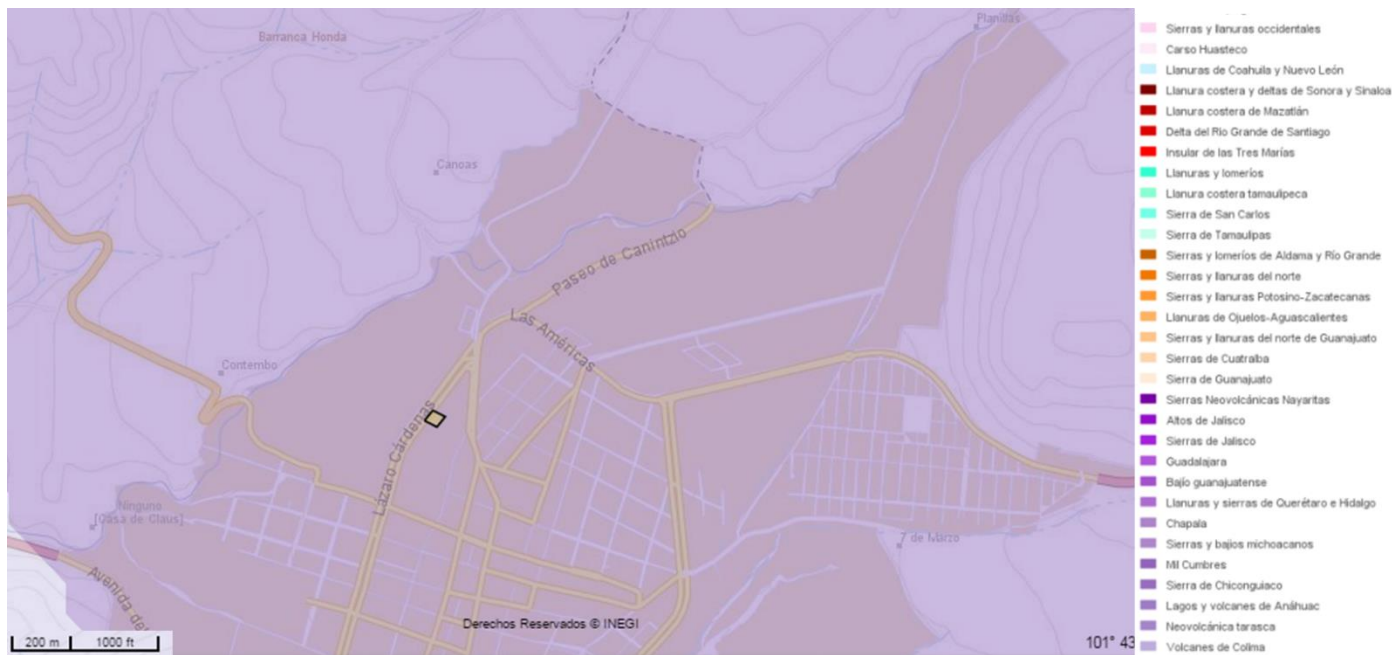 Planillas
Barranca Honda
Canoas
Paseo de Canintzio
Las Américas
Contembo
Lázaro Cárdenas
Ninguno
[Casa de Claus]
7 de Marzo
Avenida de
Derechos Reservados © INEGI
200 m
1000 ft
101° 43
Sierras y llanuras occidentales
Carso Huasteco
Llanuras de Coahuila y Nuevo León
Llanura costera y deltas de Sonora y Sinaloa
Llanura costera de Mazatlán
Delta del Rio Grande de Santiago
Insular de las Tres Marías
Llanuras y lomeríos
Llanura costera tamaulipeca
Sierra de San Carlos
Sierra de Tamaulipas
Sierras y lomeríos de Aldama y Río Grande
Sierras y llanuras del norte
Sierras y llanuras Potosino-Zacatecanas
Llanuras de Ojuelos-Aguascalientes
Sierras y llanuras del norte de Guanajuato
Sierras de Cuatralba
Sierra de Guanajuato
Sierras Neovolcánicas Nayaritas
Altos de Jalisco
Sierras de Jalisco
Guadalajara
Bajío guanajuatense
Llanuras y sierras de Querétaro e Hidalgo
Chapala
Sierras y bajíos michoacanos
Mil Cumbres
Sierra de Chiconquiaco
Lagos y volcanes de Anáhuac
Neovolcánica tarasca
Volcanes de Colima